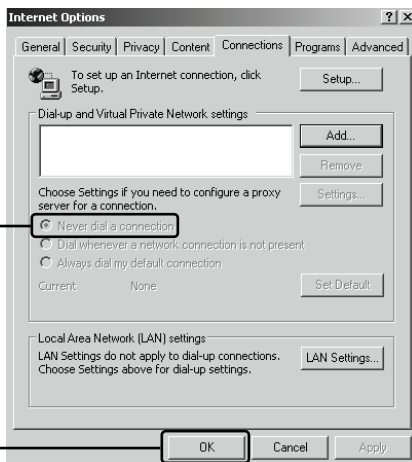 Internet Options
? X
General Security Privacy Content Connections Programs Advanced
To set up an Internet connection, click
Setup.
Setup...
Dial-up and Virtual Private Network settings
Add...
Remove
Choose Settings if you need to configure a proxy
server for a connection.
Settings...
Never dial a connection
Dial whenever a network connection is not present
Always dial my default connection
Current None
Set Default
Local Area Network (LAN) settings
LAN Settings do not apply to dial-up connections.
Choose Settings above for dial-up settings.
LAN Settings...
OK Cancel Apply